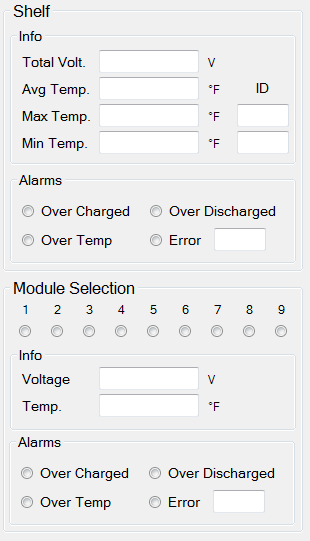 Shelf
Info
Total Volt. V
Avg Temp. °F ID
Max Temp. °F
Min Temp. °F
Alarms
Over Charged Over Discharged
Over Temp Error
Module Selection
1 2 3 4 5 6 7 8 9
Info
Voltage V
Temp. °F
Alarms
Over Charged Over Discharged
Over Temp Error